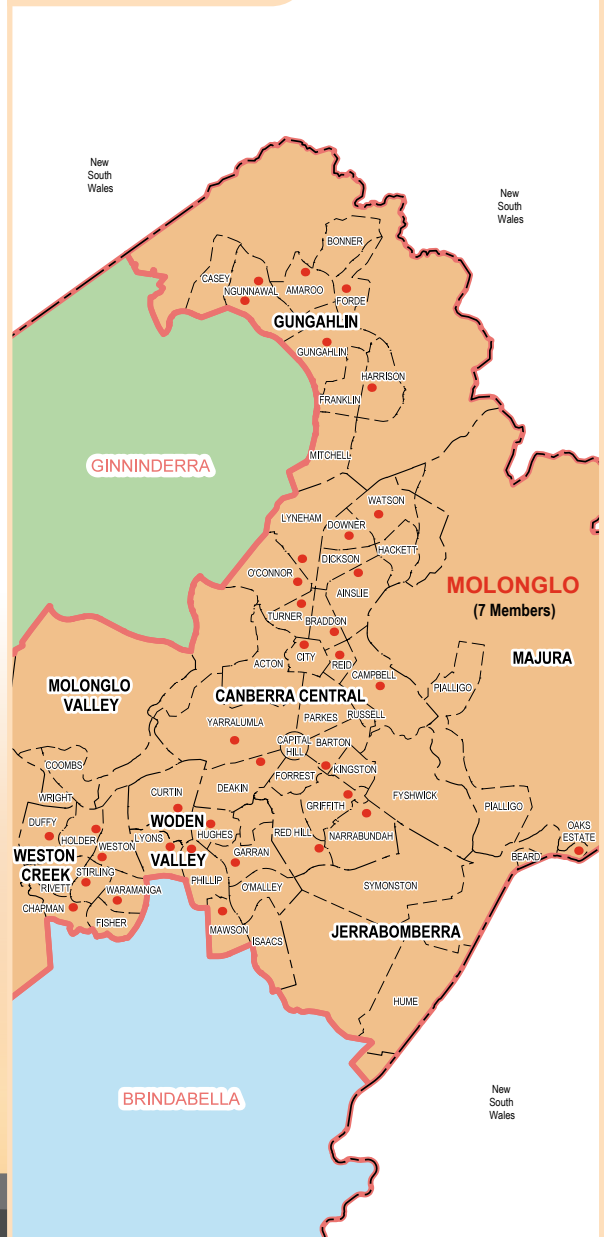 New
South
Wales
New
South
Wales
BONNER
CASEY
NGUNNAWAL
AMAROO
FORDE
GUNGAHLIN
GUNGAHLIN
HARRISON
FRANKLIN
MITCHELL
GINNINDERRA
WATSON
LYNEHAM
DOWNER
HACKETT
DICKSON
O'CONNOR
AINSLIE
MOLONGLO
(7 Members)
TURNER
BRADDON
CITY
REID
ACTON
MAJURA
CAMPBELL
PIALLIGO
MOLONGLO
VALLEY
CANBERRA CENTRAL
PARKES
RUSSELL
YARRALUMLA
CAPITAL
HILL
BARTON
COOMBS
KINGSTON
FORREST
DEAKIN
CURTIN
WRIGHT
FYSHWICK
GRIFFITH
PIALLIGO
DUFFY
WODEN
VALLEY
HUGHES
RED HILL
NARRABUNDAH
OAKS
ESTATE
HOLDER
LYONS
WESTON
GARRAN
BEARD
WESTON
CREEK
STIRLING
PHILLIP
O'MALLEY
SYMONSTON
RIVETT
WARAMANGA
CHAPMAN
FISHER
MAWSON
ISAACS
JERRABOMBERRA
HUME
BRINDABELLA
New
South
Wales